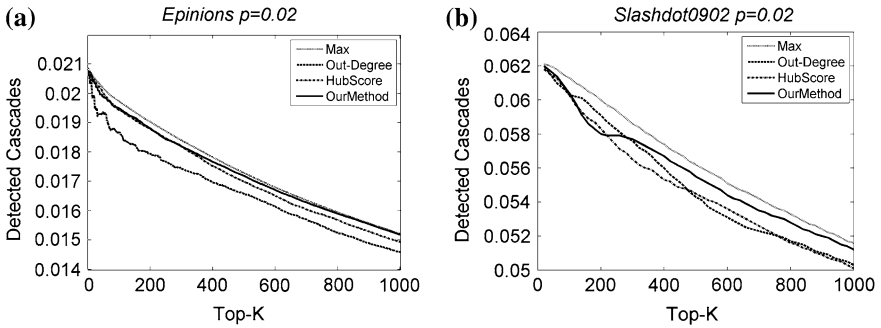 (a)
Epinions p=0.02
Detected Cascades
0.021
0.02
0.019
0.018
0.017
0.016
0.015
0.014
Max
Out-Degree
HubScore
OurMethod
0 200 400 600 800 1000
Top-K
(b)
Slashdot0902 p=0.02
Detected Cascades
0.064
0.062
0.06
0.058
0.056
0.054
0.052
0.05
Max
Out-Degree
HubScore
OurMethod
0 200 400 600 800 1000
Top-K